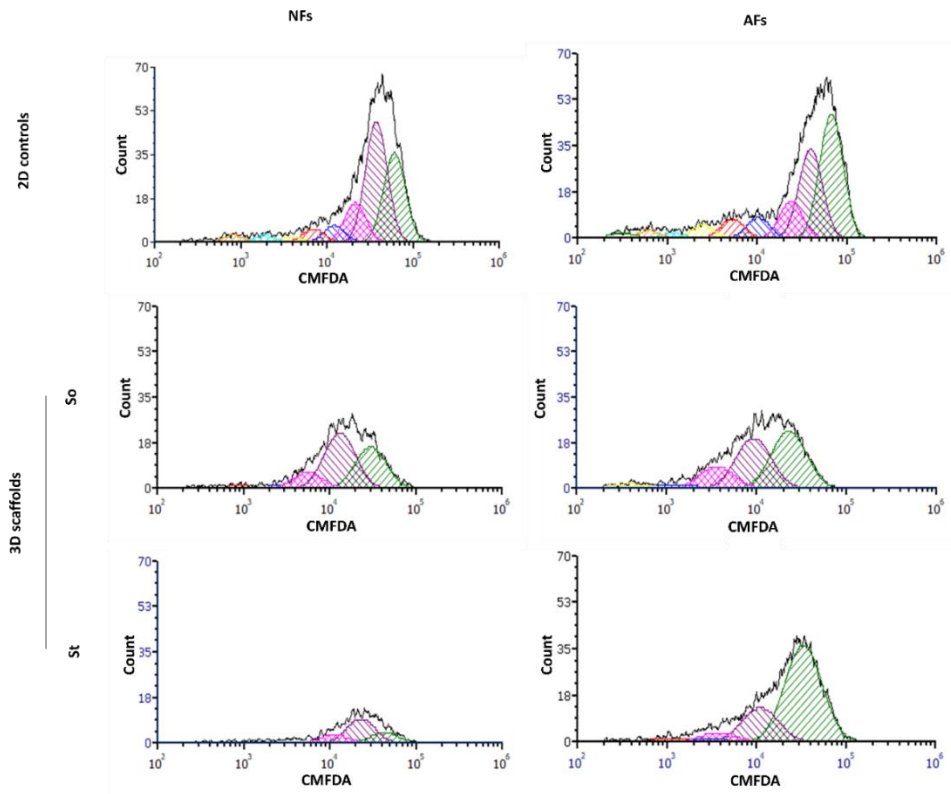 NFs
AFs
2D controls
70
53
35
18
0
Count
10² 10³ 10⁴ 10⁵ 10⁶
CMFDA
70
53
35
18
0
Count
10² 10³ 10⁴ 10⁵ 10⁶
CMFDA
3D scaffolds
So
70
53
35
18
0
Count
10² 10³ 10⁴ 10⁵ 10⁶
CMFDA
70
53
35
18
0
Count
10² 10³ 10⁴ 10⁵ 10⁶
CMFDA
St
70
53
35
18
0
Count
10² 10³ 10⁴ 10⁵ 10⁶
CMFDA
70
53
35
18
0
Count
10² 10³ 10⁴ 10⁵ 10⁶
CMFDA